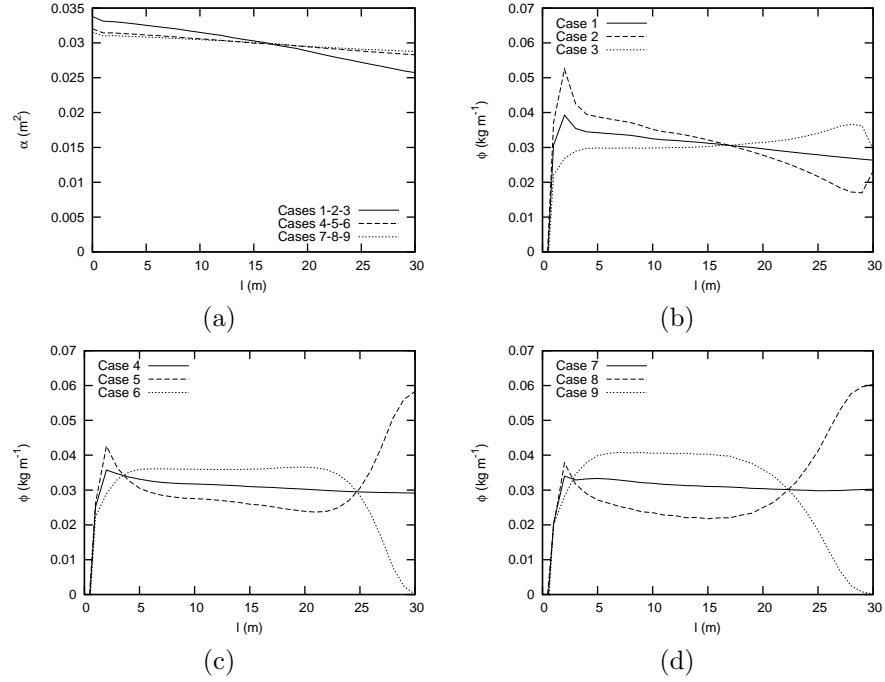 0.035
0.03
0.025
0.02
0.015
0.01
0.005
0
α (m²)
Cases 1-2-3
Cases 4-5-6
Cases 7-8-9
0 5 10 15 20 25 30
l (m)
(a)
0.07
0.06
0.05
0.04
0.03
0.02
0.01
0
ϕ (kg m⁻¹)
Case 1
Case 2
Case 3
0 5 10 15 20 25 30
l (m)
(b)
0.07
0.06
0.05
0.04
0.03
0.02
0.01
0
ϕ (kg m⁻¹)
Case 4
Case 5
Case 6
0 5 10 15 20 25 30
l (m)
(c)
0.07
0.06
0.05
0.04
0.03
0.02
0.01
0
ϕ (kg m⁻¹)
Case 7
Case 8
Case 9
0 5 10 15 20 25 30
l (m)
(d)